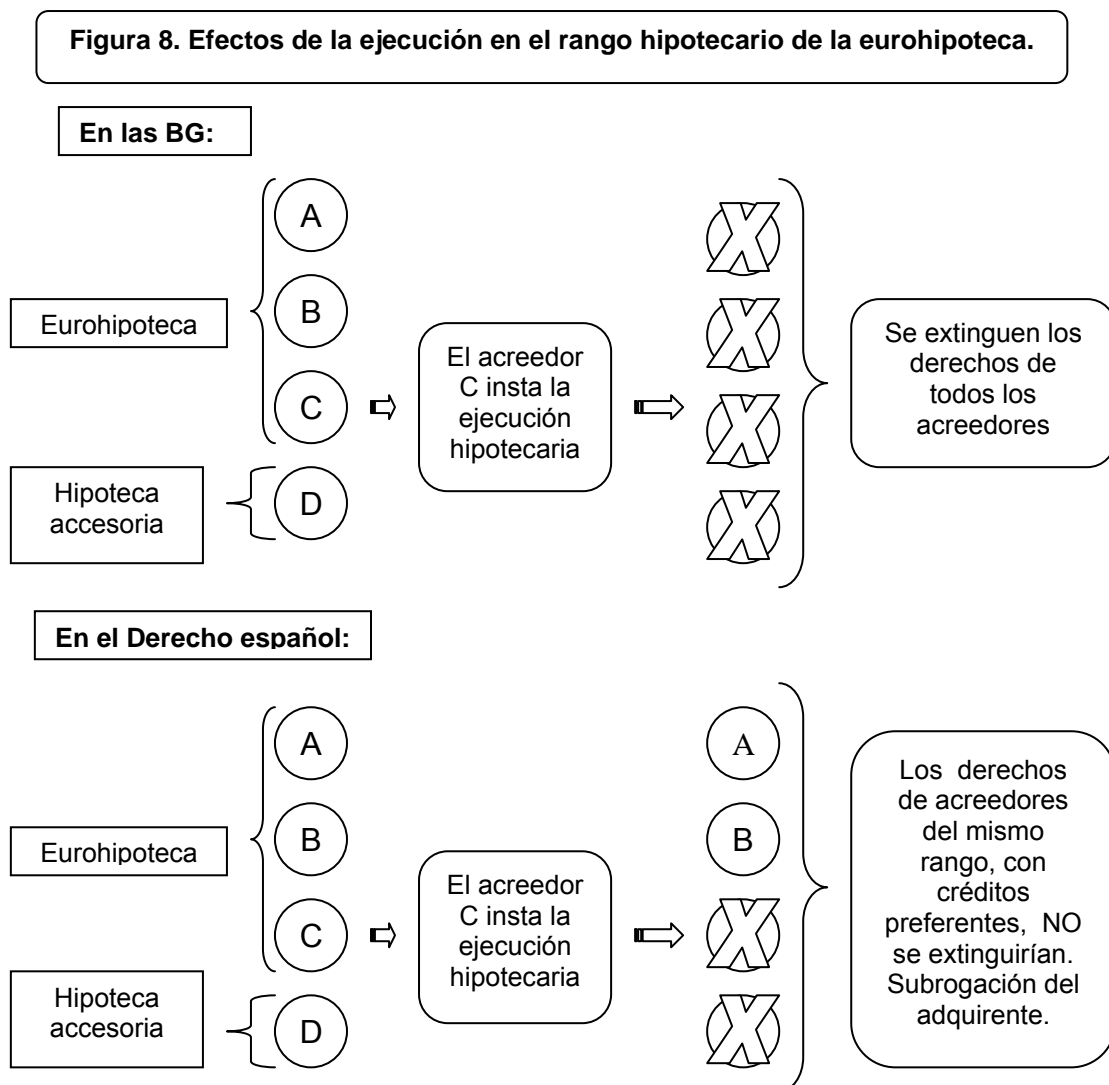 Figura 8. Efectos de la ejecución en el rango hipotecario de la eurohipoteca.
En las BG:
A
B
C
D
Eurohipoteca
Hipoteca
accesoria
El acreedor
C insta la
ejecución
hipotecaria
X
X
X
X
Se extinguen los
derechos de
todos los
acreedores
En el Derecho español:
A
B
C
D
Eurohipoteca
Hipoteca
accesoria
El acreedor
C insta la
ejecución
hipotecaria
A
B
X
X
Los derechos
de acreedores
del mismo
rango, con
créditos
preferentes, NO
se extinguirían.
Subrogación del
adquirente.